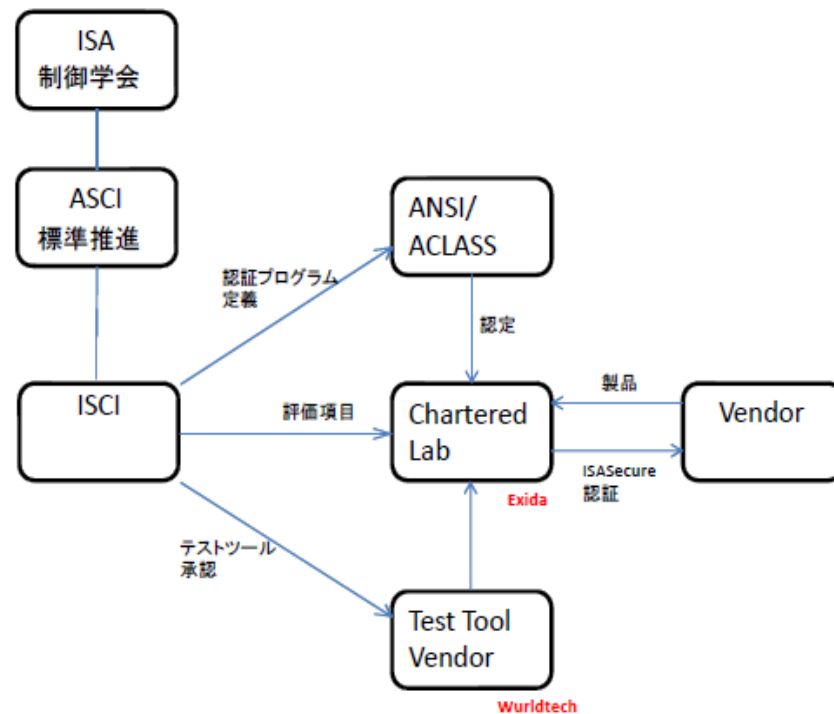 ISA
制御学会
ASCI
標準推進
ANSI/
ACLASS
認証プログラム
定義
認定
ISCI
評価項目
Chartered
Lab
製品
Vendor
ISASecure
認証
Exida
テストツール
承認
Test Tool
Vendor
Wurldtech